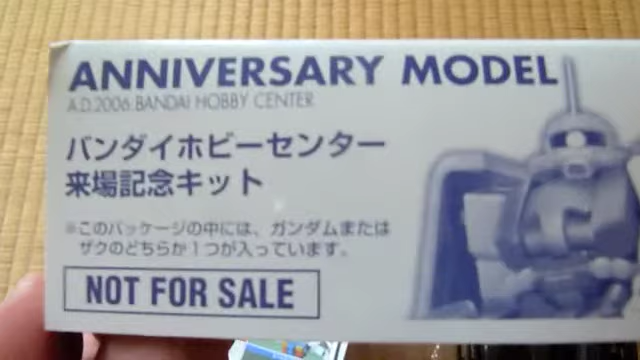 ANNIVERSARY MODEL
A.D.2006 BANDAI HOBBY CENTER
バンダイホビーセンター
来場記念キット
※このパッケージの中には、ガンダムまたは
ザクのどちらか1つが入っています。
NOT FOR SALE